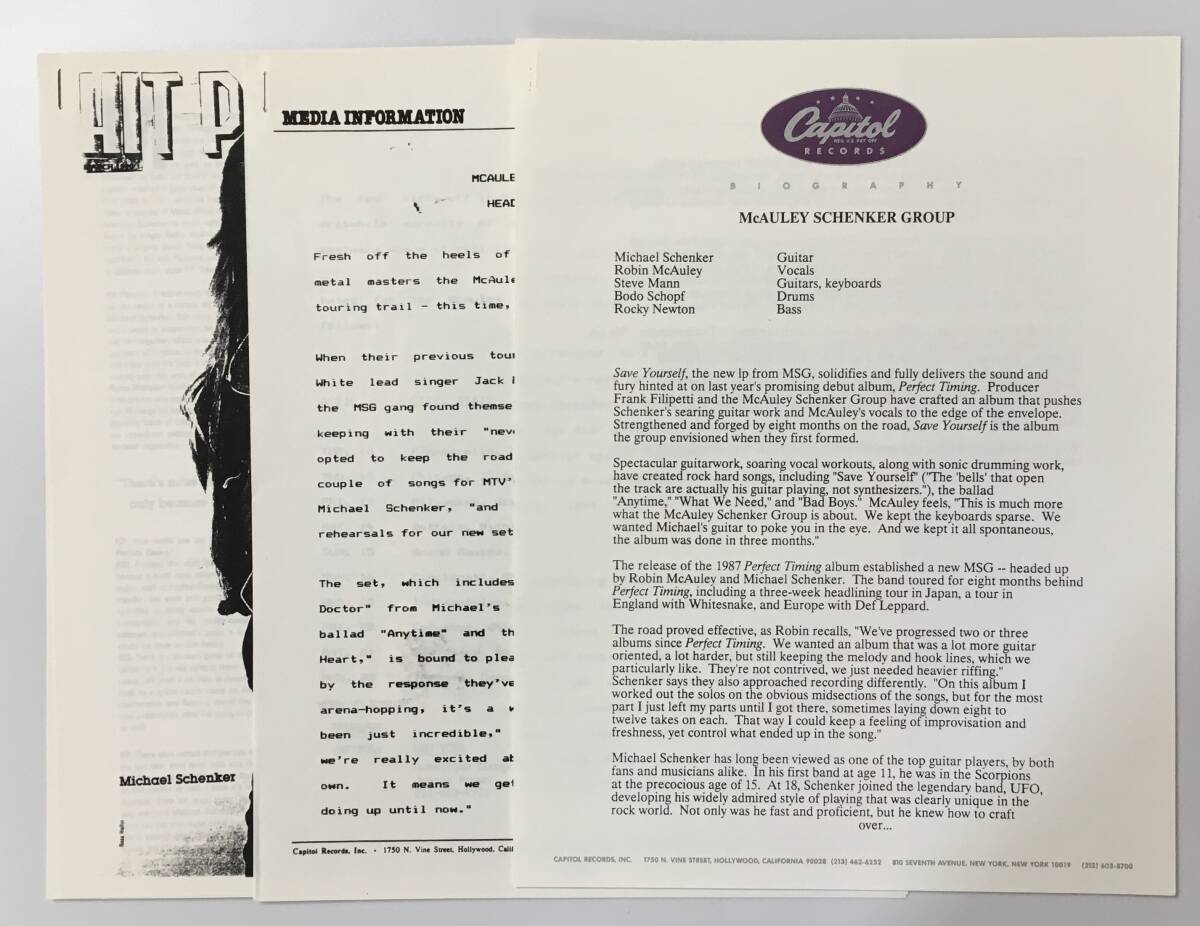 HIT P
Michael Schenker
MEDIA INFORMATION
MCAULE
HEAD
Fresh off the heels of
metal masters the McAule
touring trail - this time,
When their previous tour
White lead singer Jack
the MSG gang found themse
keeping with their "neve
opted to keep the road
couple of songs for MTV'
Michael Schenker, "and
rehearsals for our new set
The set, which includes
Doctor" from Michael's
ballad "Anytime" and th
Heart," is bound to plea
by the response they've
arena-hopping, it's a w
been just incredible,"
we're really excited ab
own. It means we get
doing up until now."
Capitol Records, Inc. • 1750 N. Vine Street, Hollywood, Calif
Capitol
REG. U.S. PAT. OFF.
RECORDS
BIOGRAPHY
McAULEY SCHENKER GROUP
Michael Schenker Guitar
Robin McAuley Vocals
Steve Mann Guitars, keyboards
Bodo Schopf Drums
Rocky Newton Bass
Save Yourself, the new lp from MSG, solidifies and fully delivers the sound and
fury hinted at on last year's promising debut album, Perfect Timing. Producer
Frank Filipetti and the McAuley Schenker Group have crafted an album that pushes
Schenker's searing guitar work and McAuley's vocals to the edge of the envelope.
Strengthened and forged by eight months on the road, Save Yourself is the album
the group envisioned when they first formed.
Spectacular guitarwork, soaring vocal workouts, along with sonic drumming work,
have created rock hard songs, including "Save Yourself" ("The 'bells' that open
the track are actually his guitar playing, not synthesizers."), the ballad
"Anytime," "What We Need," and "Bad Boys." McAuley feels, "This is much more
what the McAuley Schenker Group is about. We kept the keyboards sparse. We
wanted Michael's guitar to poke you in the eye. And we kept it all spontaneous,
the album was done in three months."
The release of the 1987 Perfect Timing album established a new MSG -- headed up
by Robin McAuley and Michael Schenker. The band toured for eight months behind
Perfect Timing, including a three-week headlining tour in Japan, a tour in
England with Whitesnake, and Europe with Def Leppard.
The road proved effective, as Robin recalls, "We've progressed two or three
albums since Perfect Timing. We wanted an album that was a lot more guitar
oriented, a lot harder, but still keeping the melody and hook lines, which we
particularly like. They're not contrived, we just needed heavier riffing."
Schenker says they also approached recording differently. "On this album I
worked out the solos on the obvious midsections of the songs, but for the most
part I just left my parts until I got there, sometimes laying down eight to
twelve takes on each. That way I could keep a feeling of improvisation and
freshness, yet control what ended up in the song."
Michael Schenker has long been viewed as one of the top guitar players, by both
fans and musicians alike. In his first band at age 11, he was in the Scorpions
at the precocious age of 15. At 18, Schenker joined the legendary band, UFO,
developing his widely admired style of playing that was clearly unique in the
rock world. Not only was he fast and proficient, but he knew how to craft
over...
CAPITOL RECORDS, INC. 1750 N. VINE STREET, HOLLYWOOD, CALIFORNIA 90028 (213) 462-6252 810 SEVENTH AVENUE, NEW YORK, NEW YORK 10019 (212) 603-8700